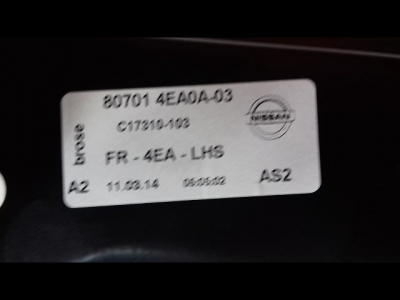 80701 4EA0A-03
C17310-103
NISSAN
brose
FR - 4EA - LHS
A2 11.03.14 06:06:02 AS2